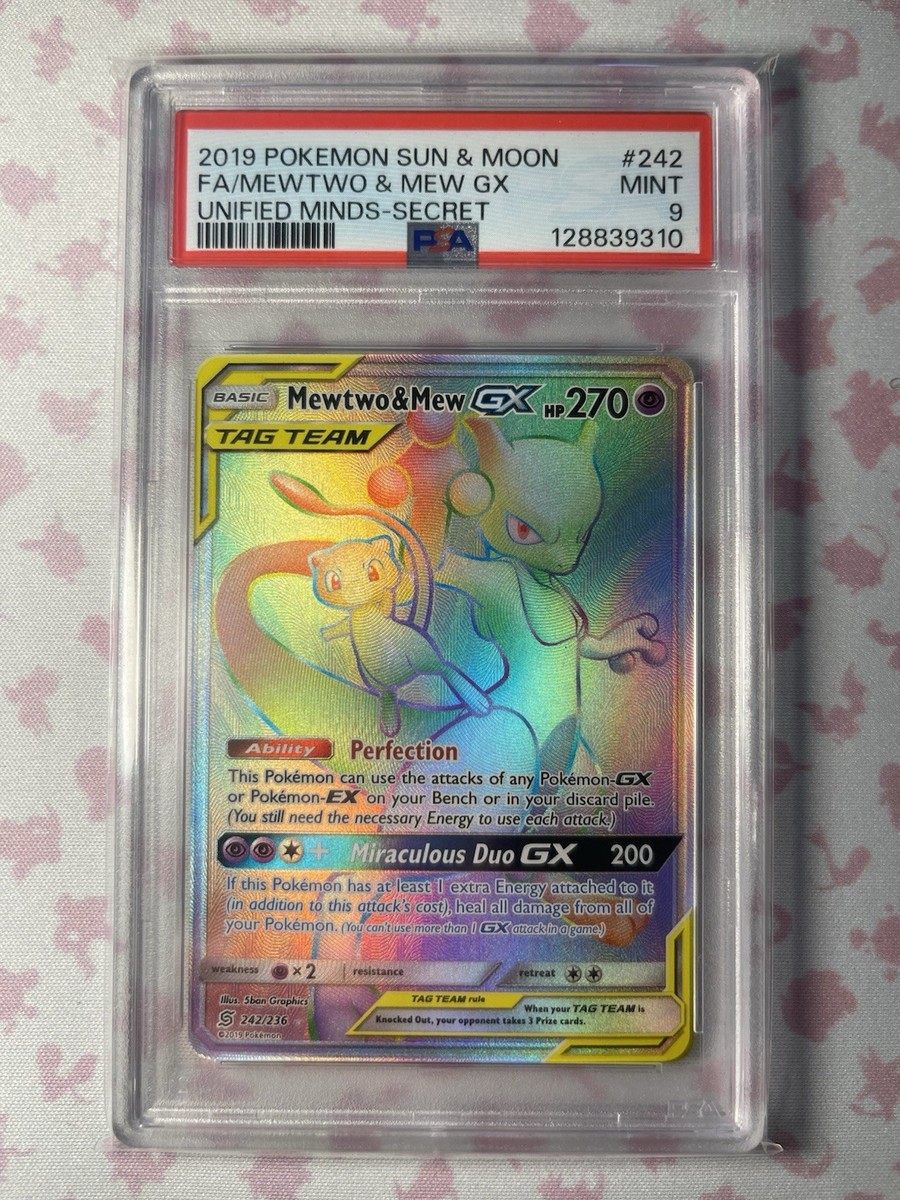 2019 POKEMON SUN & MOON #242
FA/MEWTWO & MEW GX MINT
UNIFIED MINDS-SECRET 9
PSA 128839310
BASIC Mewtwo&Mew GX HP270
TAG TEAM
Ability Perfection
This Pokémon can use the attacks of any Pokémon-GX
or Pokémon-EX on your Bench or in your discard pile.
(You still need the necessary Energy to use each attack.)
+ Miraculous Duo GX 200
If this Pokémon has at least 1 extra Energy attached to it
(in addition to this attack's cost), heal all damage from all of
your Pokémon. (You can't use more than 1 GX attack in a game.)
weakness ×2 resistance retreat
Illus. 5ban Graphics
242/236
©2019 Pokémon
TAG TEAM rule
When your TAG TEAM is
Knocked Out, your opponent takes 3 Prize cards.
PSA